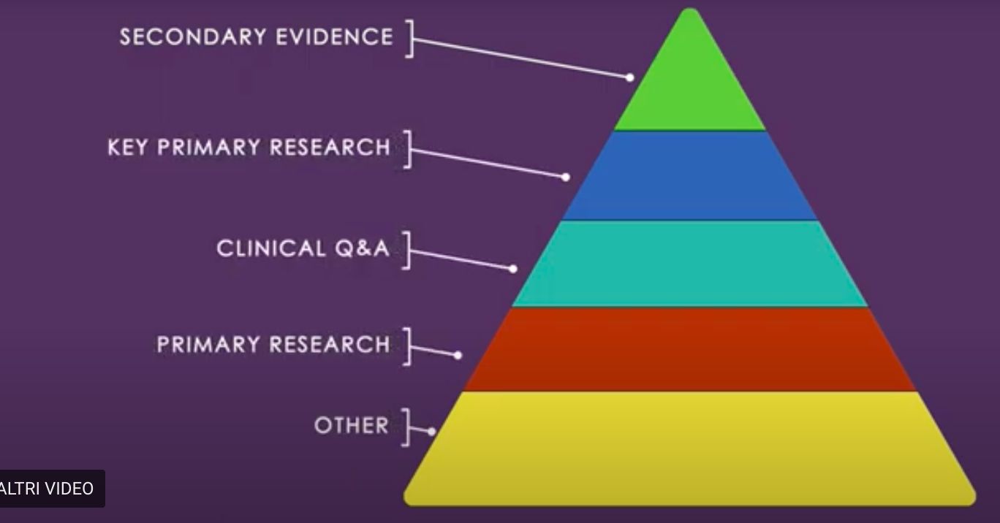 SECONDARY EVIDENCE
KEY PRIMARY RESEARCH
CLINICAL Q&A
PRIMARY RESEARCH
OTHER
ALTRI VIDEO